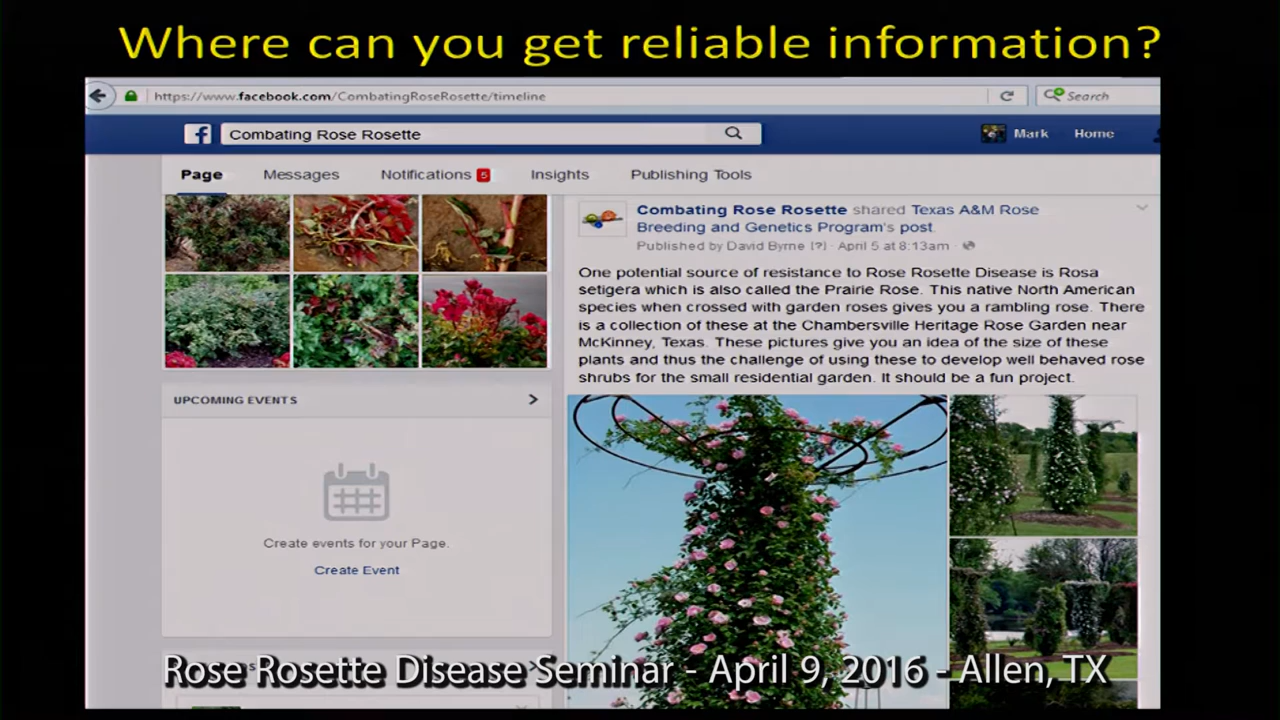 Where can you get reliable information?
https://www.facebook.com/CombatingRoseRosette/timeline
Search
Combating Rose Rosette
Mark Home
Page Messages Notifications 5 Insights Publishing Tools
Combating Rose Rosette shared Texas A&M Rose
Breeding and Genetics Program's post.
Published by David Byrne [?] · April 5 at 8:13am ·
One potential source of resistance to Rose Rosette Disease is Rosa
setigera which is also called the Prairie Rose. This native North American
species when crossed with garden roses gives you a rambling rose. There
is a collection of these at the Chambersville Heritage Rose Garden near
McKinney, Texas. These pictures give you an idea of the size of these
plants and thus the challenge of using these to develop well behaved rose
shrubs for the small residential garden. It should be a fun project.
UPCOMING EVENTS
Create events for your Page.
Create Event
Rose Rosette Disease Seminar - April 9, 2016 - Allen, TX